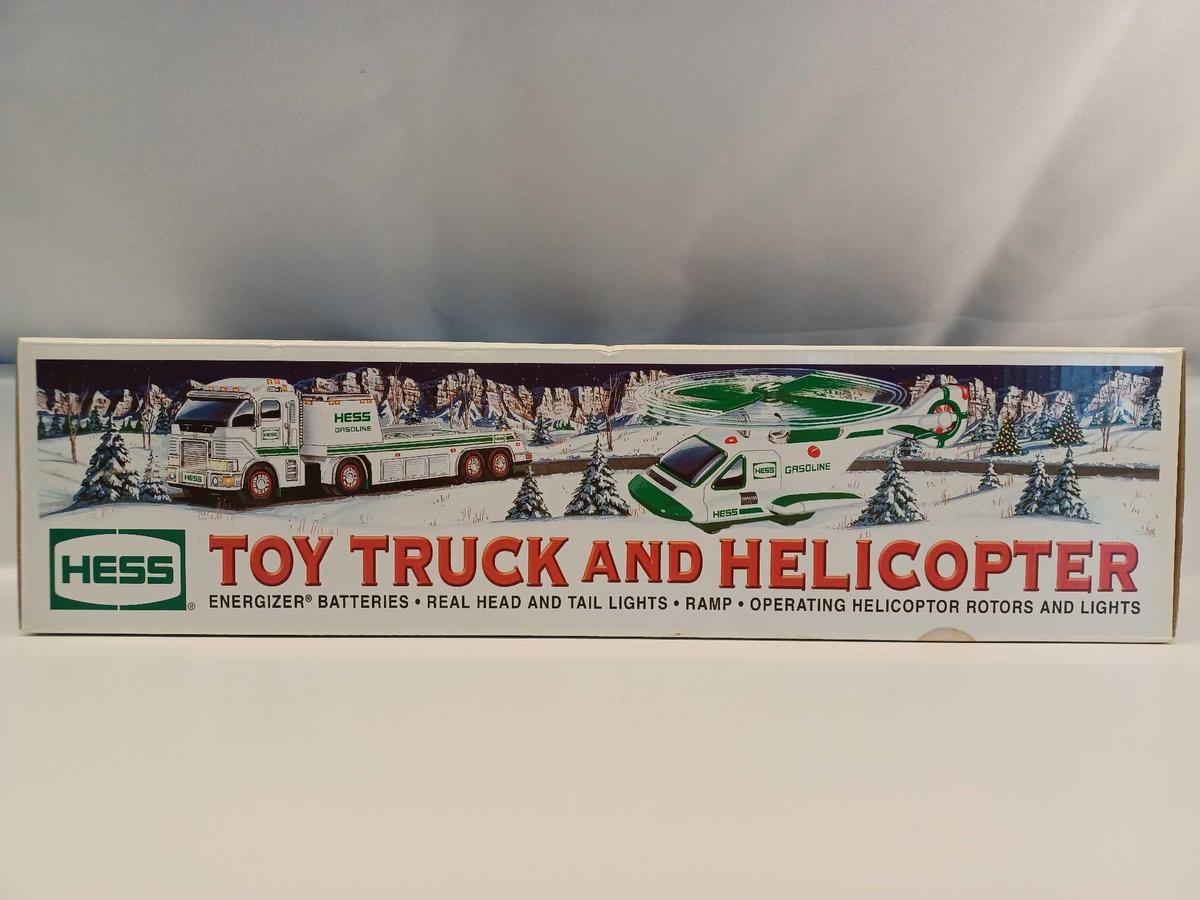 HESS
HESS
GASOLINE
HESS
HESS
GASOLINE
HESS
HESS®
TOY TRUCK AND HELICOPTER
ENERGIZER® BATTERIES • REAL HEAD AND TAIL LIGHTS • RAMP • OPERATING HELICOPTOR ROTORS AND LIGHTS